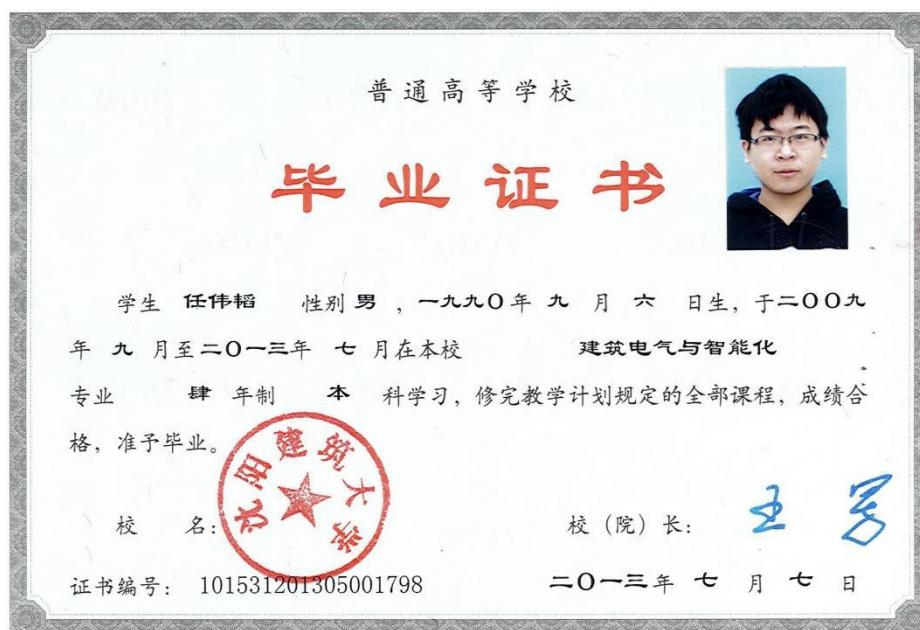 普通高等学校
毕业证书
学生 任伟韬 性别 男 ，一九九〇年 九 月 六 日生，于二〇〇九
年 九 月至二〇一三年 七 月在本校 建筑电气与智能化
专业 肆 年制 本 科学习，修完教学计划规定的全部课程，成绩合
格，准予毕业。
沈阳建筑大学
校 名： 校（院）长：
证书编号： 101531201305001798 二〇一三年 七 月 七 日